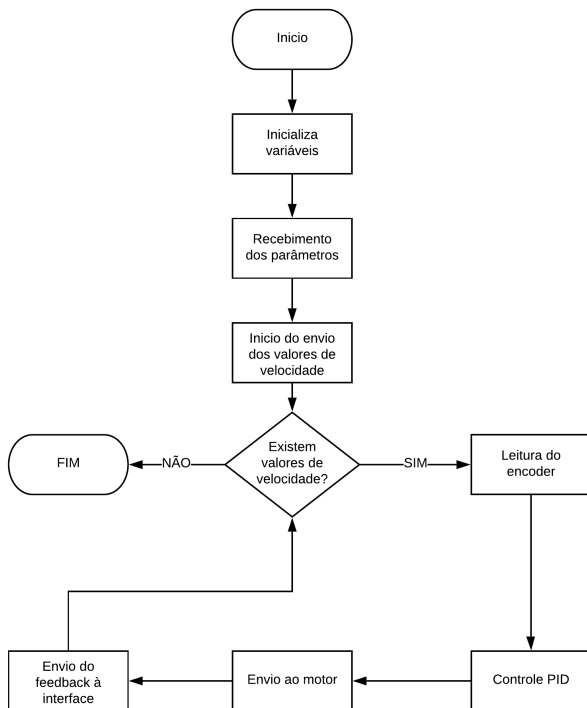 Inicio
Inicializa
variáveis
Recebimento
dos parâmetros
Inicio do envio
dos valores de
velocidade
Existem
valores de
velocidade?
NÃO
FIM
SIM
Leitura do
encoder
Controle PID
Envio ao motor
Envio do
feedback à
interface